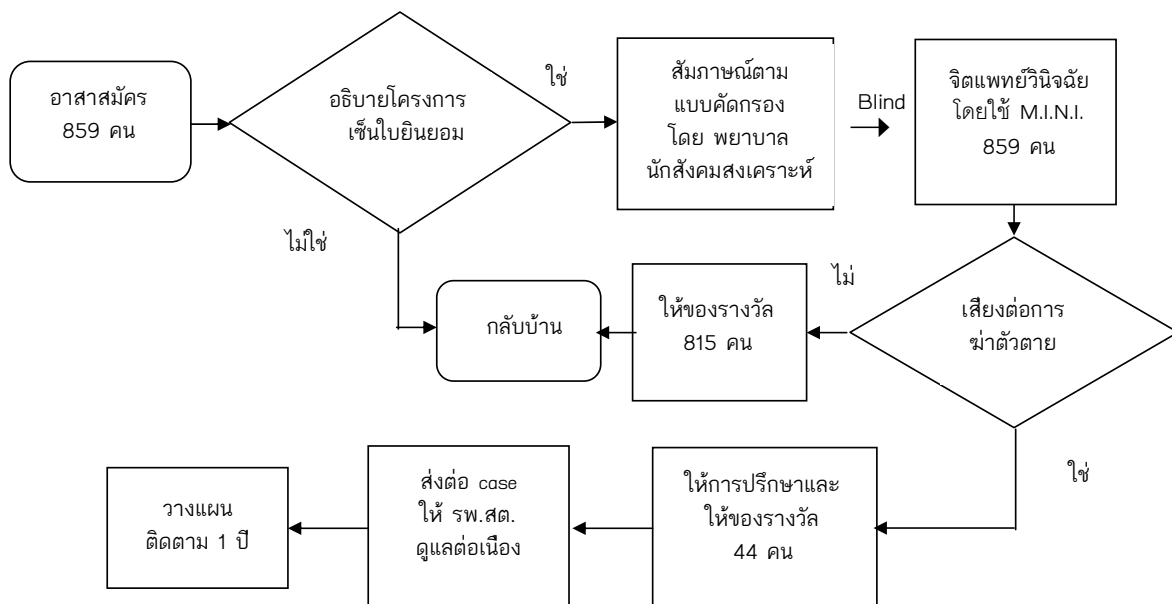 อาสาสมัคร
859 คน
อธิบายโครงการ
เซ็นใบยินยอม
ใช่
สัมภาษณ์ตาม
แบบคัดกรอง
โดย พยาบาล
นักสังคมสงเคราะห์
Blind
จิตแพทย์วินิจฉัย
โดยใช้ M.I.N.I.
859 คน
ไม่ใช่
กลับบ้าน
ให้ของรางวัล
815 คน
ไม่
เสี่ยงต่อการ
ฆ่าตัวตาย
ใช่
วางแผน
ติดตาม 1 ปี
ส่งต่อ case
ให้ รพ.สต.
ดูแลต่อเนื่อง
ให้การปรึกษาและ
ให้ของรางวัล
44 คน